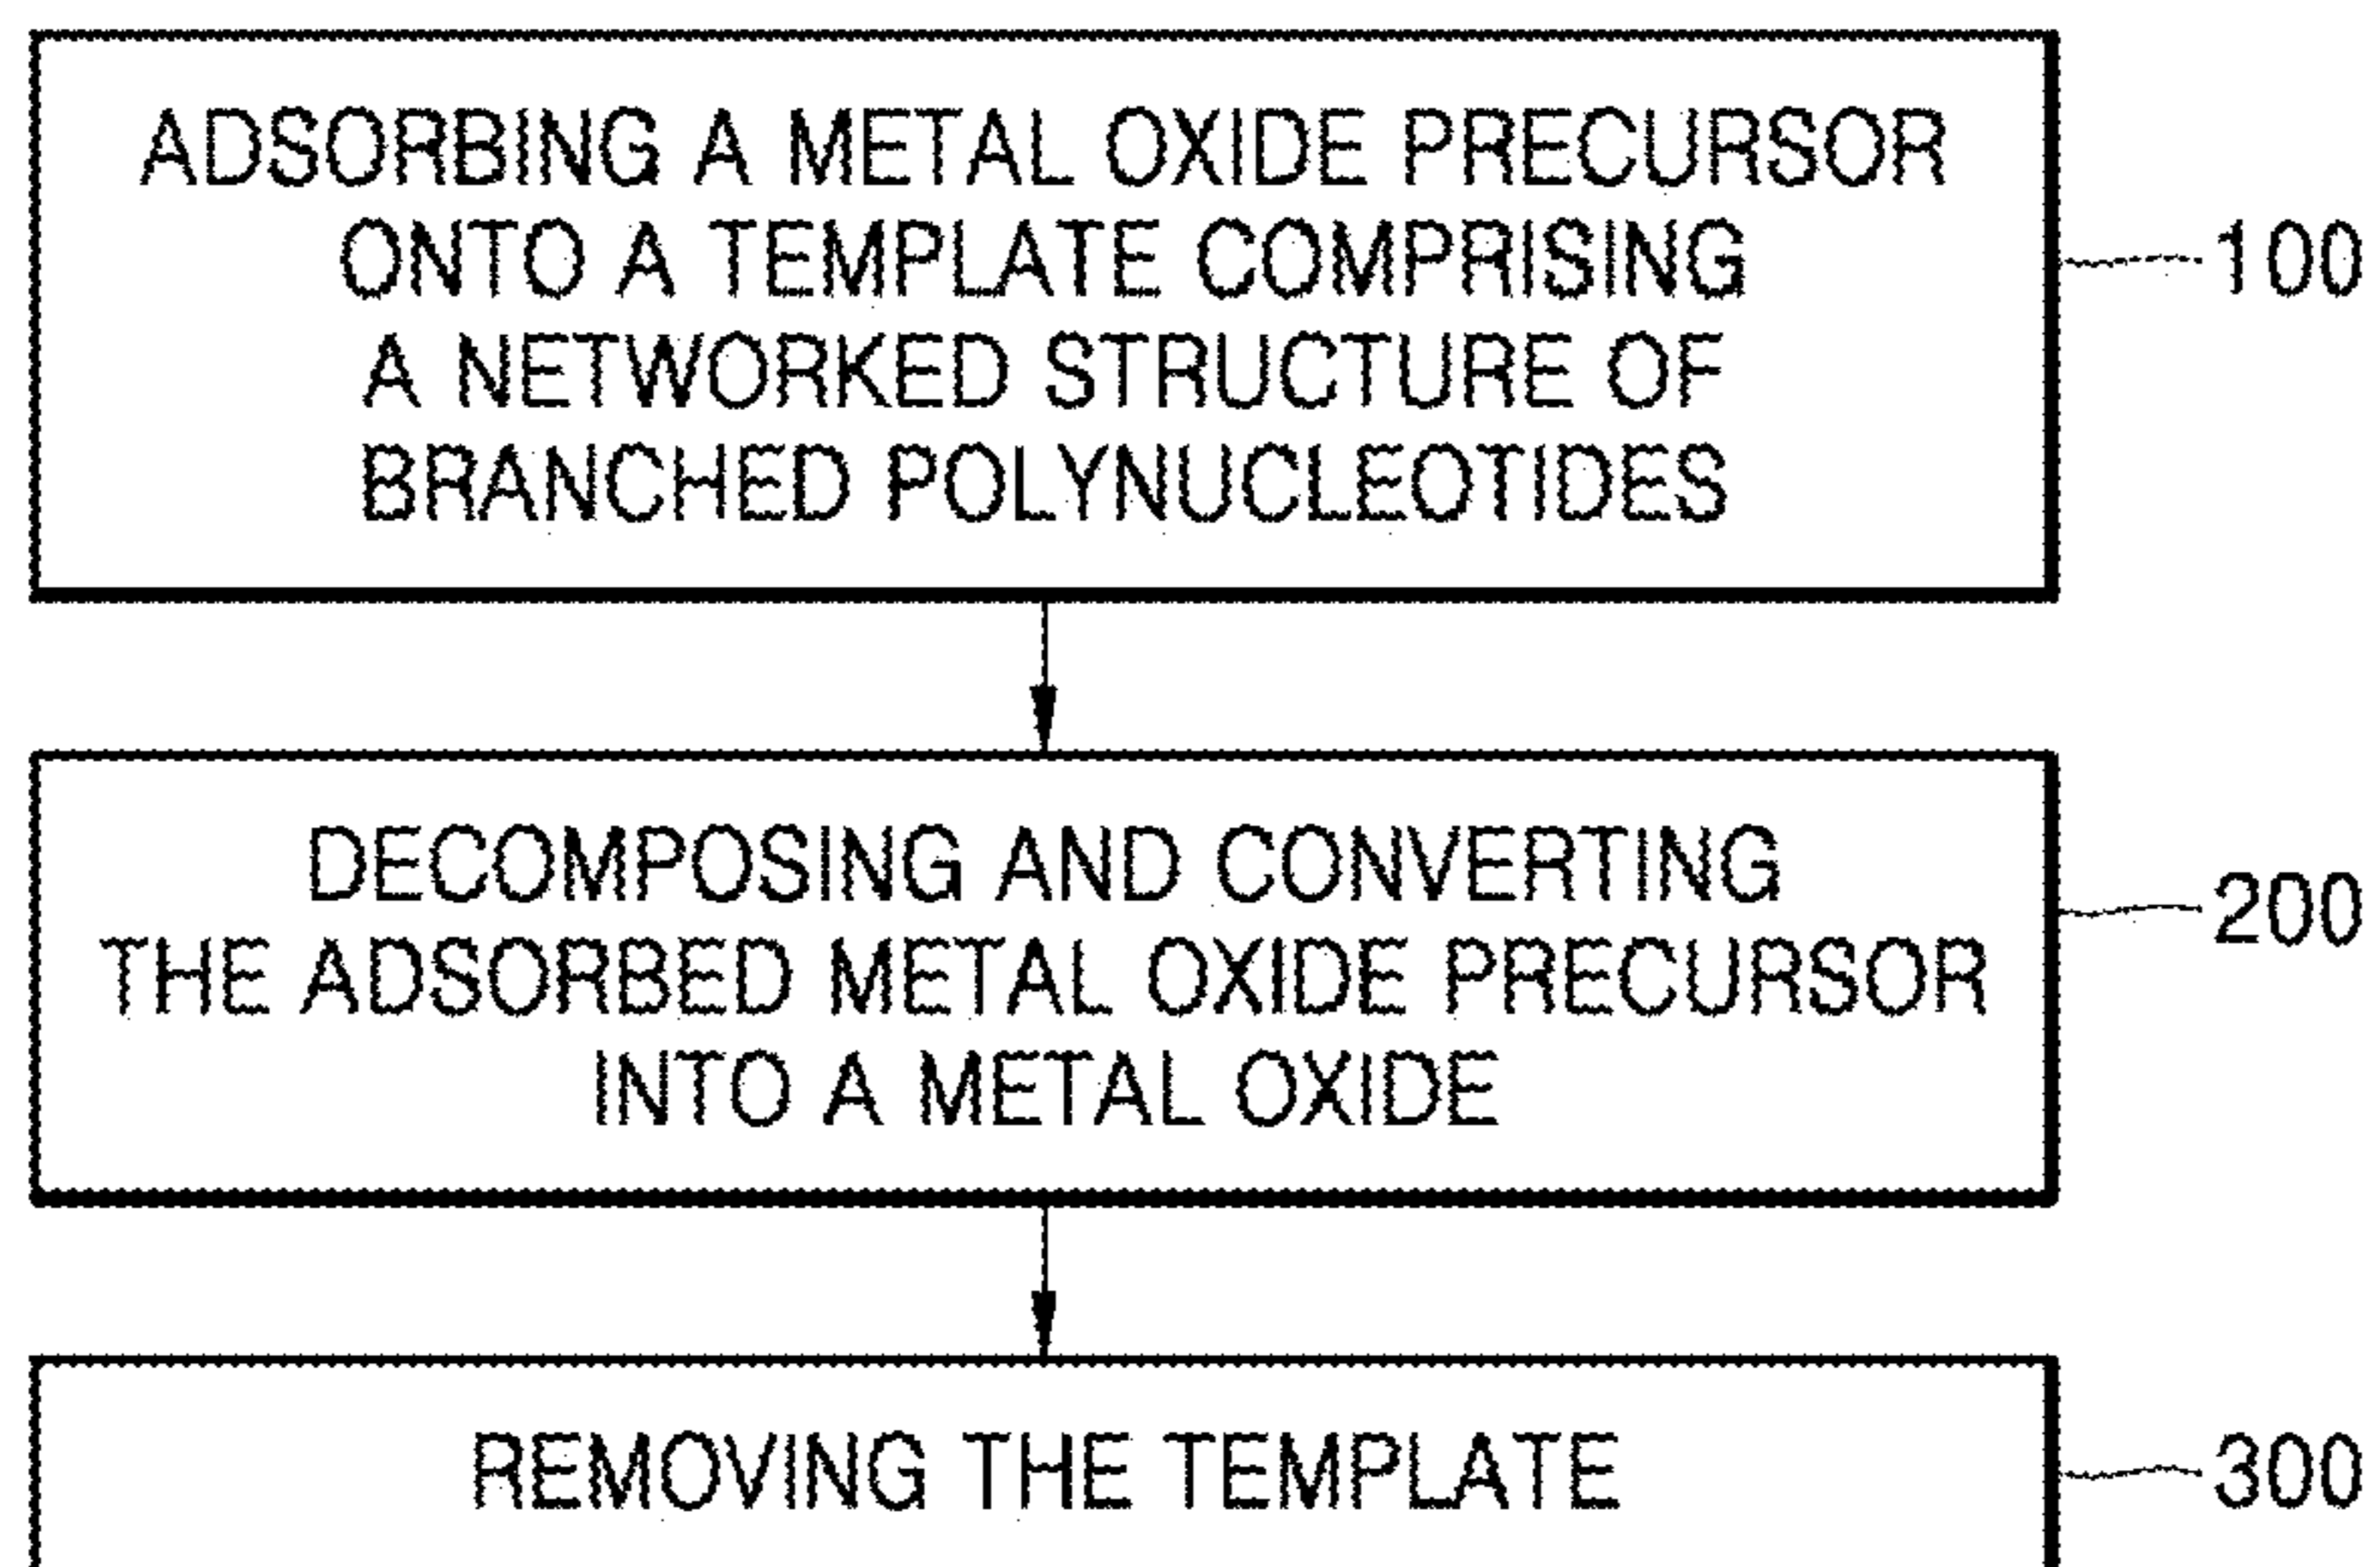 ADSORBING A METAL OXIDE PRECURSOR
ONTO A TEMPLATE COMPRISING
A NETWORKED STRUCTURE OF
BRANCHED POLYNUCLEOTIDES
100
DECOMPOSING AND CONVERTING
THE ADSORBED METAL OXIDE PRECURSOR
INTO A METAL OXIDE
200
REMOVING THE TEMPLATE
300